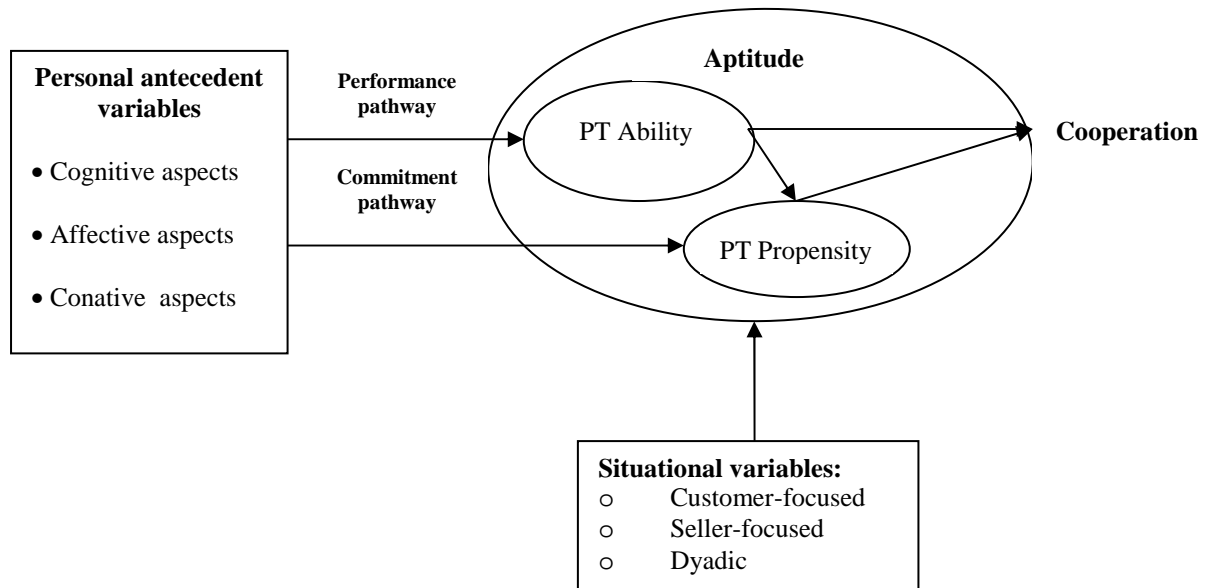 Personal antecedent
variables
• Cognitive aspects
• Affective aspects
• Conative aspects
Performance
pathway
Commitment
pathway
Aptitude
PT Ability
PT Propensity
Cooperation
Situational variables:
o Customer-focused
o Seller-focused
o Dyadic